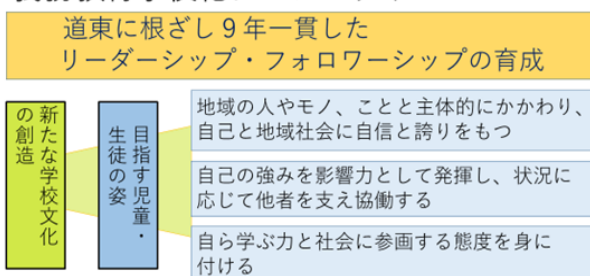 道東に根ざし９年一貫した
リーダーシップ・フォロワーシップの育成
新たな学校文化
の創造
目指す児童・
生徒の姿
地域の人やモノ、ことと主体的にかかわり、
自己と地域社会に自信と誇りをもつ
自己の強みを影響力として発揮し、状況に
応じて他者を支え協働する
自ら学ぶ力と社会に参画する態度を身に
付ける